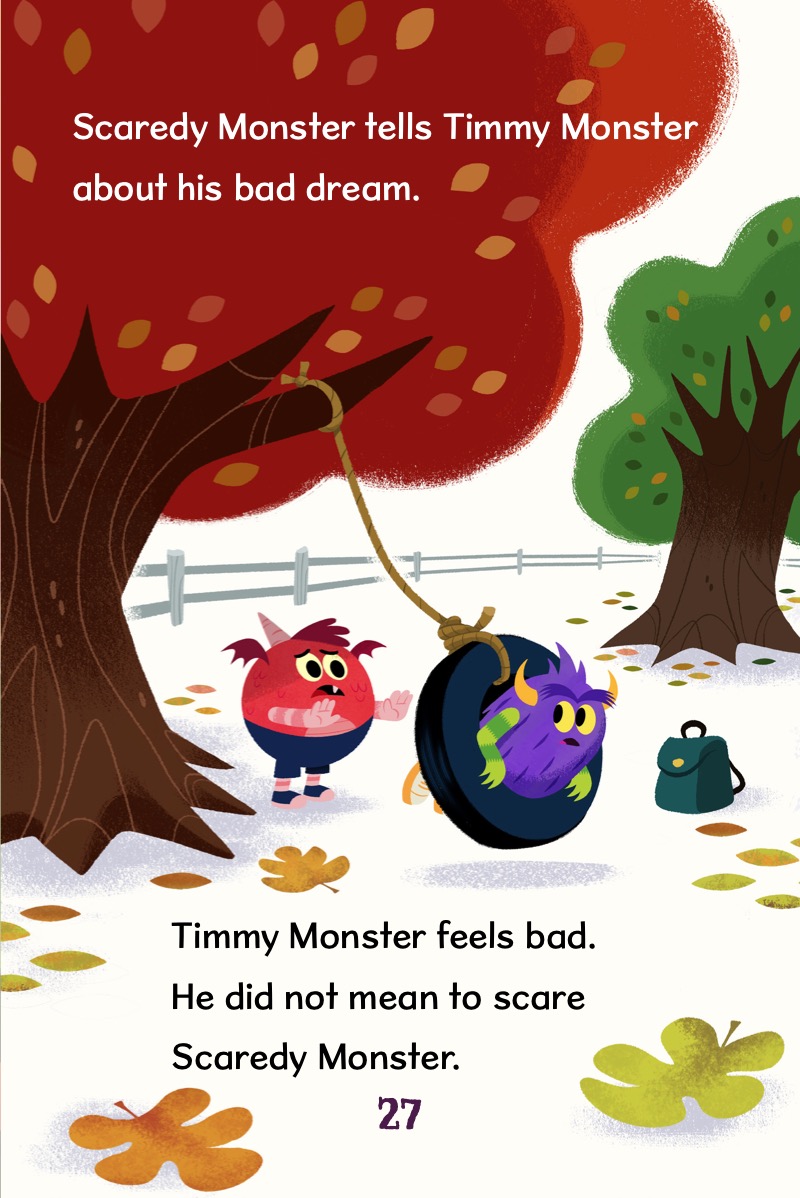 Scaredy Monster tells Timmy Monster
about his bad dream.
Timmy Monster feels bad.
He did not mean to scare
Scaredy Monster.
27